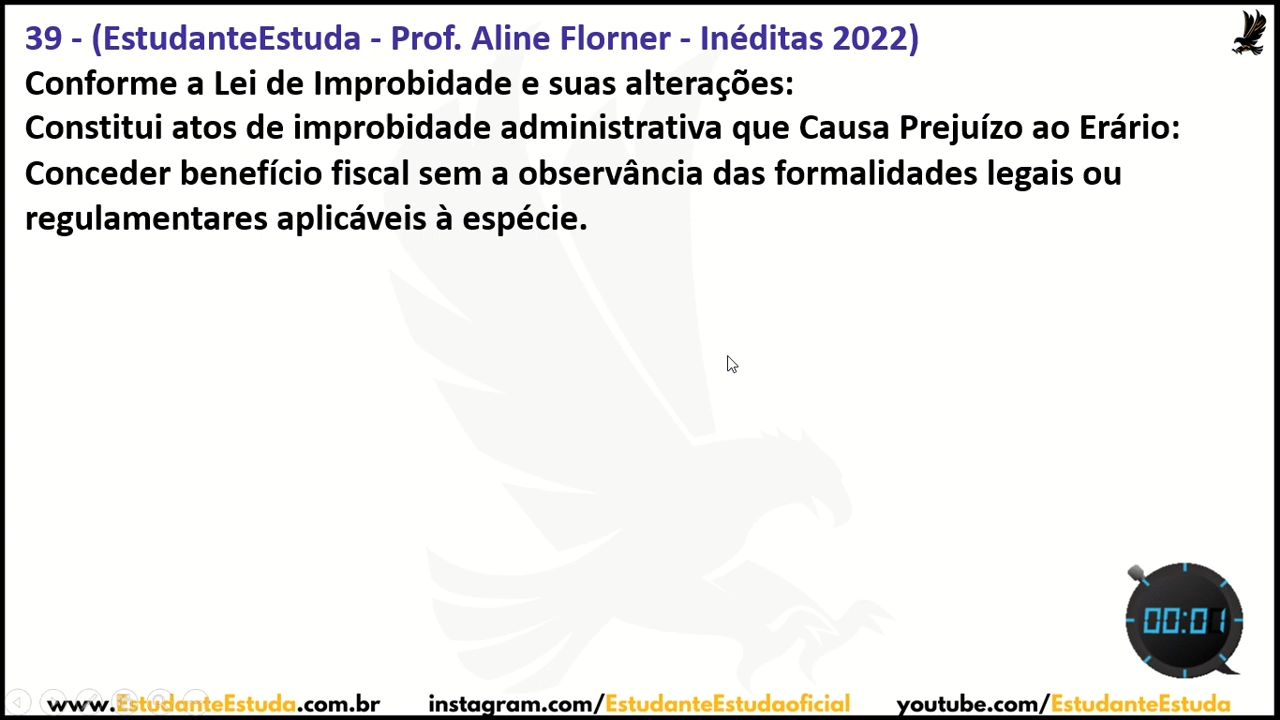 39 - (EstudanteEstuda - Prof. Aline Florner - Inéditas 2022)
Conforme a Lei de Improbidade e suas alterações:
Constitui atos de improbidade administrativa que Causa Prejuízo ao Erário:
Conceder benefício fiscal sem a observância das formalidades legais ou
regulamentares aplicáveis à espécie.
00:01
www.EstudanteEstuda.com.br instagram.com/EstudanteEstudaoficial youtube.com/EstudanteEstuda